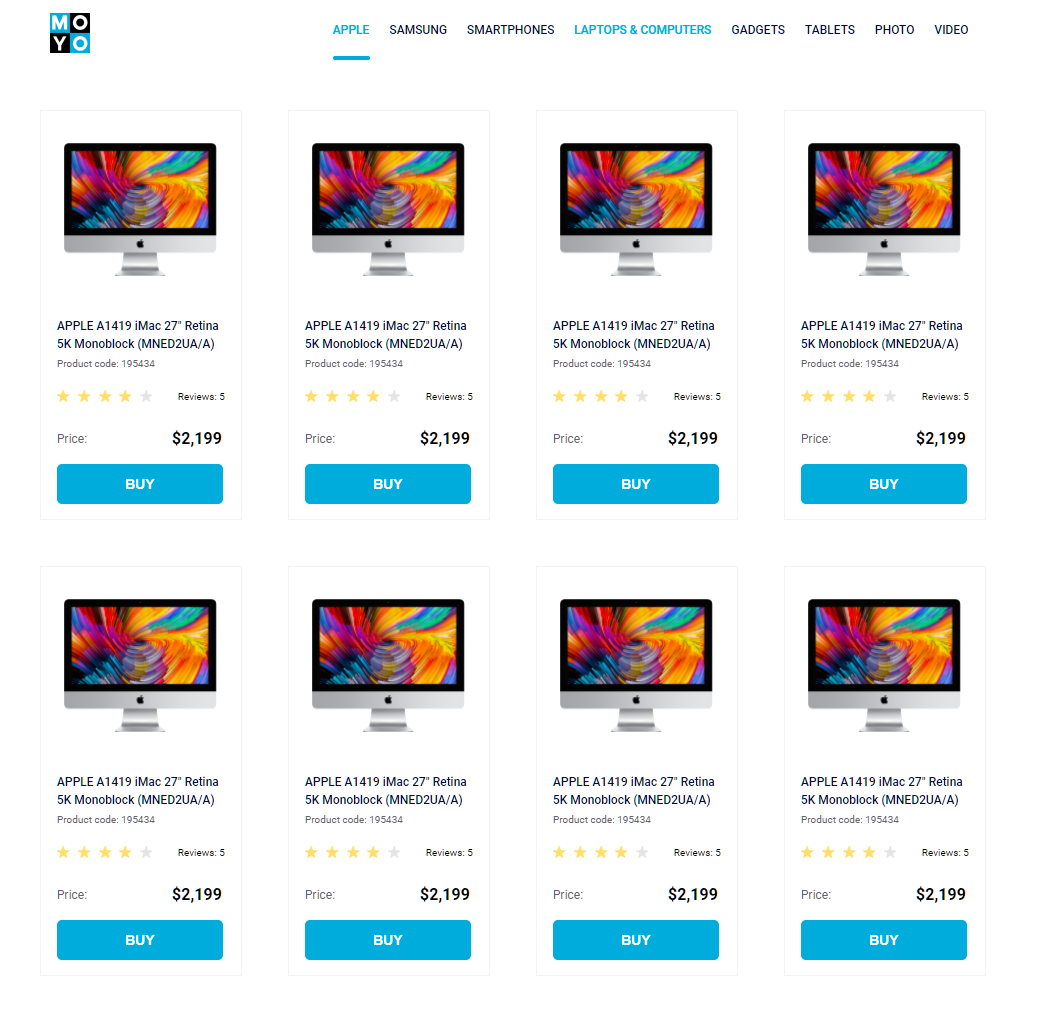 MO
YO
APPLE SAMSUNG SMARTPHONES LAPTOPS & COMPUTERS GADGETS TABLETS PHOTO VIDEO
APPLE A1419 iMac 27" Retina
5K Monoblock (MNED2UA/A)
Product code: 195434
Reviews: 5
Price: $2,199
BUY
APPLE A1419 iMac 27" Retina
5K Monoblock (MNED2UA/A)
Product code: 195434
Reviews: 5
Price: $2,199
BUY
APPLE A1419 iMac 27" Retina
5K Monoblock (MNED2UA/A)
Product code: 195434
Reviews: 5
Price: $2,199
BUY
APPLE A1419 iMac 27" Retina
5K Monoblock (MNED2UA/A)
Product code: 195434
Reviews: 5
Price: $2,199
BUY
APPLE A1419 iMac 27" Retina
5K Monoblock (MNED2UA/A)
Product code: 195434
Reviews: 5
Price: $2,199
BUY
APPLE A1419 iMac 27" Retina
5K Monoblock (MNED2UA/A)
Product code: 195434
Reviews: 5
Price: $2,199
BUY
APPLE A1419 iMac 27" Retina
5K Monoblock (MNED2UA/A)
Product code: 195434
Reviews: 5
Price: $2,199
BUY
APPLE A1419 iMac 27" Retina
5K Monoblock (MNED2UA/A)
Product code: 195434
Reviews: 5
Price: $2,199
BUY